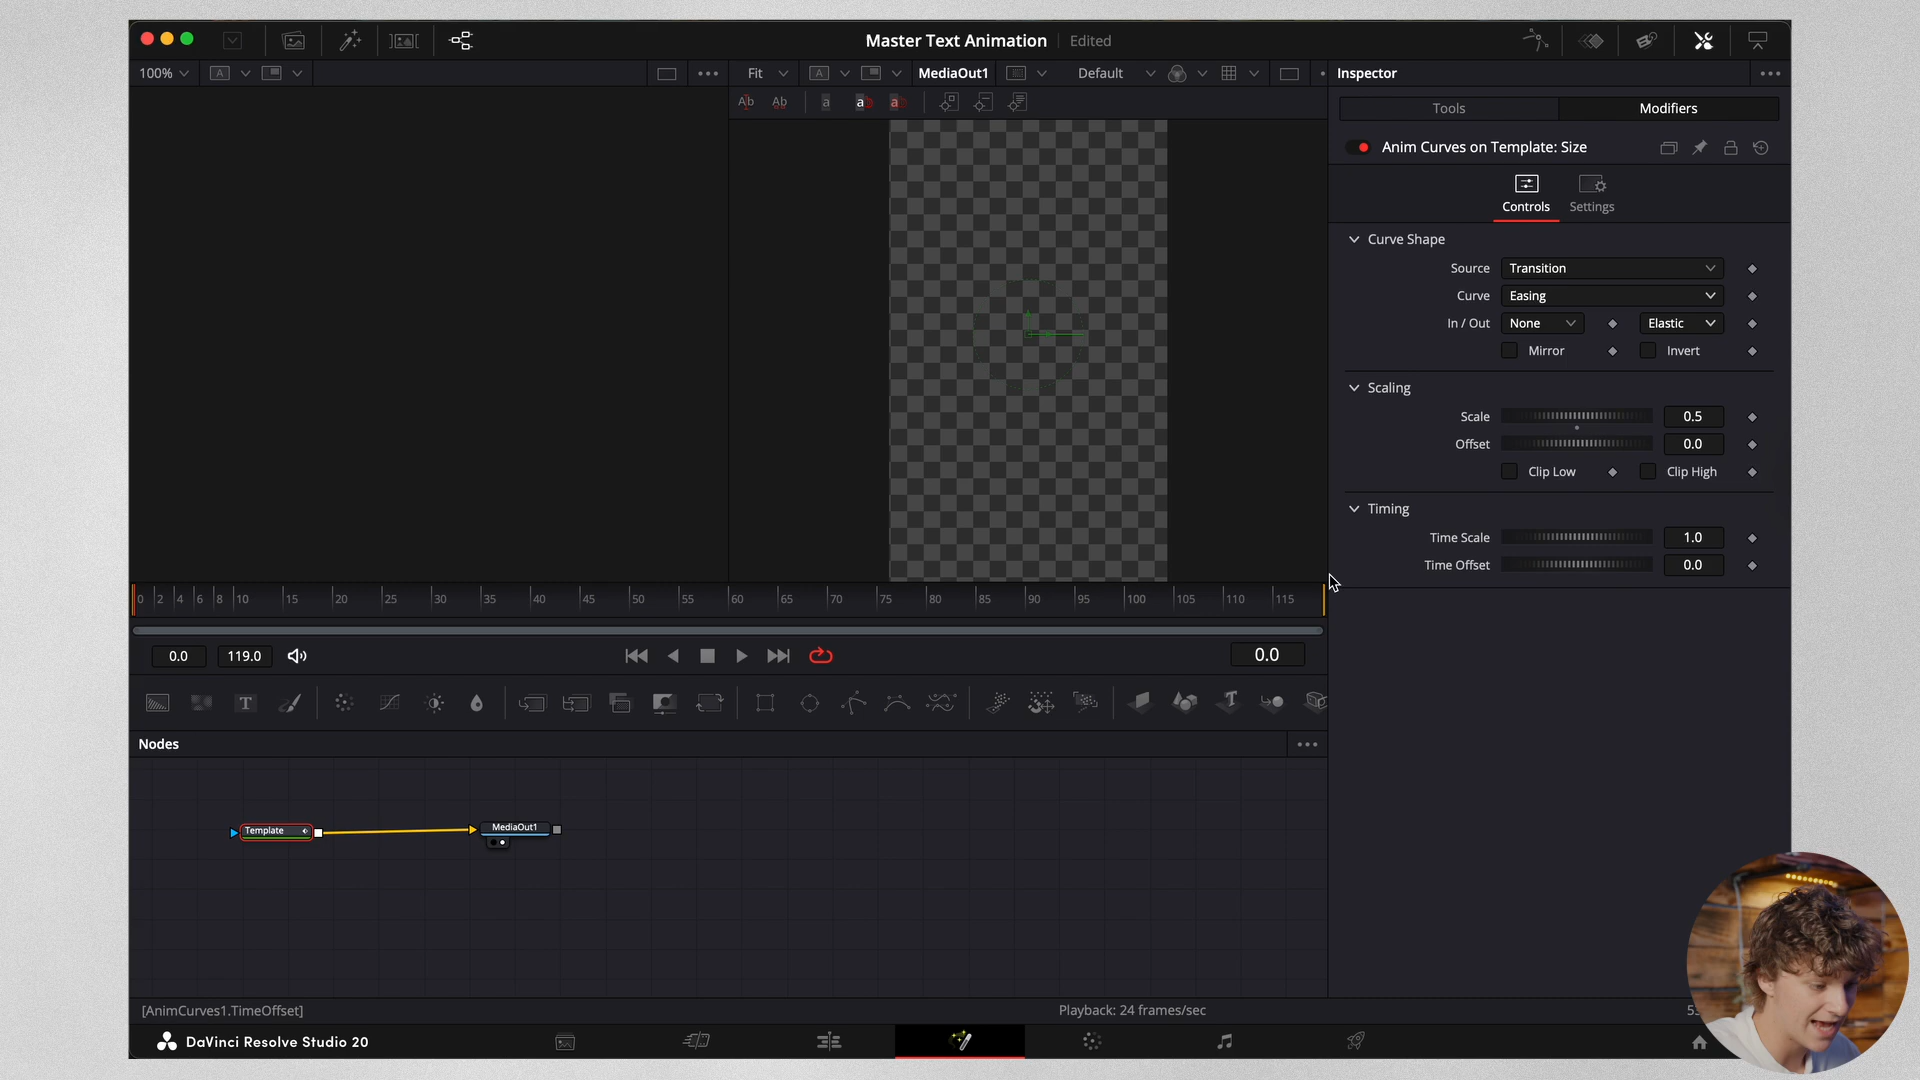 Master Text Animation Edited
100% A
Fit A MediaOut1 Default
Inspector
Ab Ab a a a
Tools Modifiers
Anim Curves on Template: Size
Controls Settings
Curve Shape
Source Transition
Curve Easing
In / Out None Elastic
Mirror Invert
Scaling
Scale 0.5
Offset 0.0
Clip Low Clip High
Timing
Time Scale 1.0
Time Offset 0.0
0 2 4 6 8 10 15 20 25 30 35 40 45 50 55 60 65 70 75 80 85 90 95 100 105 110 115
0.0 119.0 0.0
T T
Nodes
Template MediaOut1
[AnimCurves1.TimeOffset] Playback: 24 frames/sec
DaVinci Resolve Studio 20